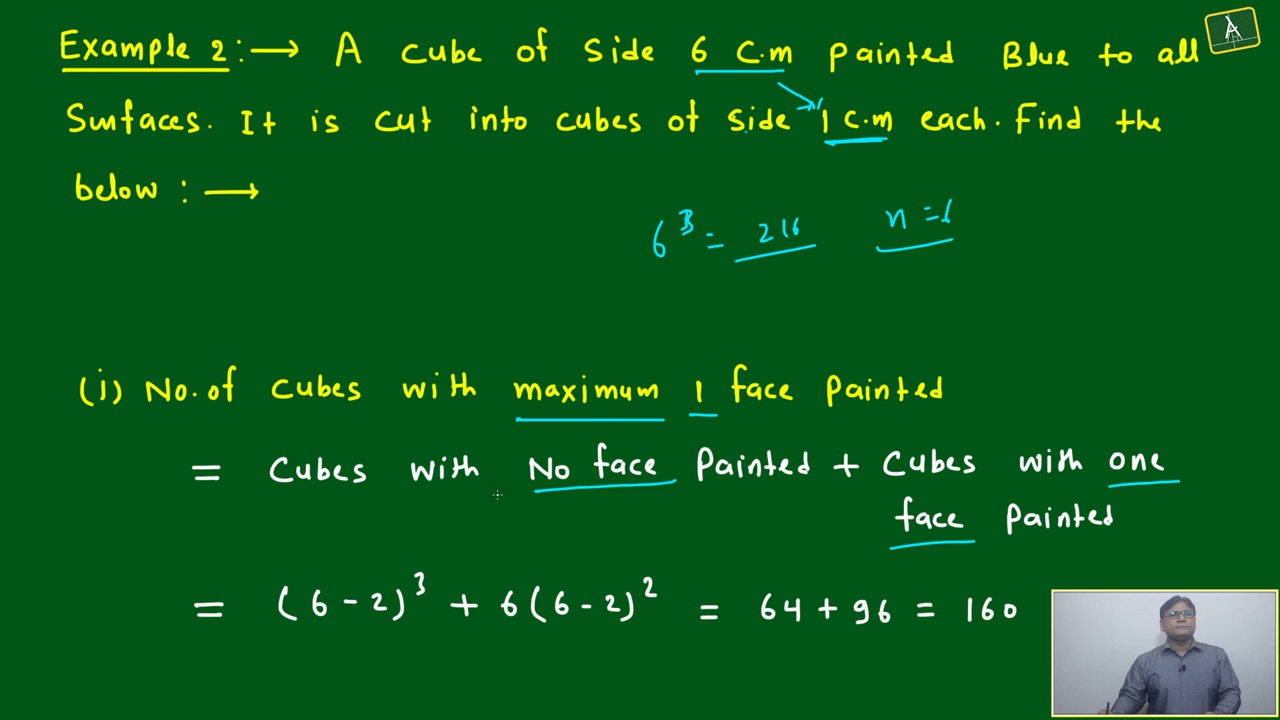 Example 2:→ A cube of side 6 c.m painted Blue to all
Surfaces. It is cut into cubes of side 1 c.m each. Find the
below :→
6³ = 216 n = 6
(i) No. of cubes with maximum 1 face painted
= cubes with No face painted + cubes with one
face painted
= (6-2)³ + 6(6-2)² = 64 + 96 = 160